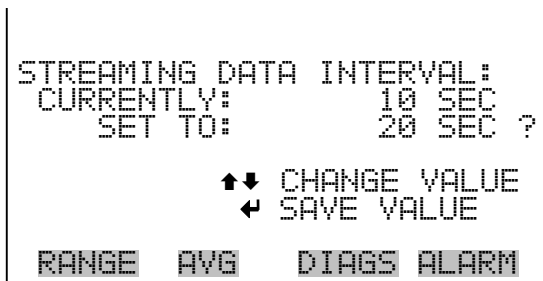 STREAMING DATA INTERVAL:
CURRENTLY: 10 SEC
SET TO: 20 SEC ?
⬆⬇ CHANGE VALUE
↵ SAVE VALUE
RANGE AVG DIAGS ALARM